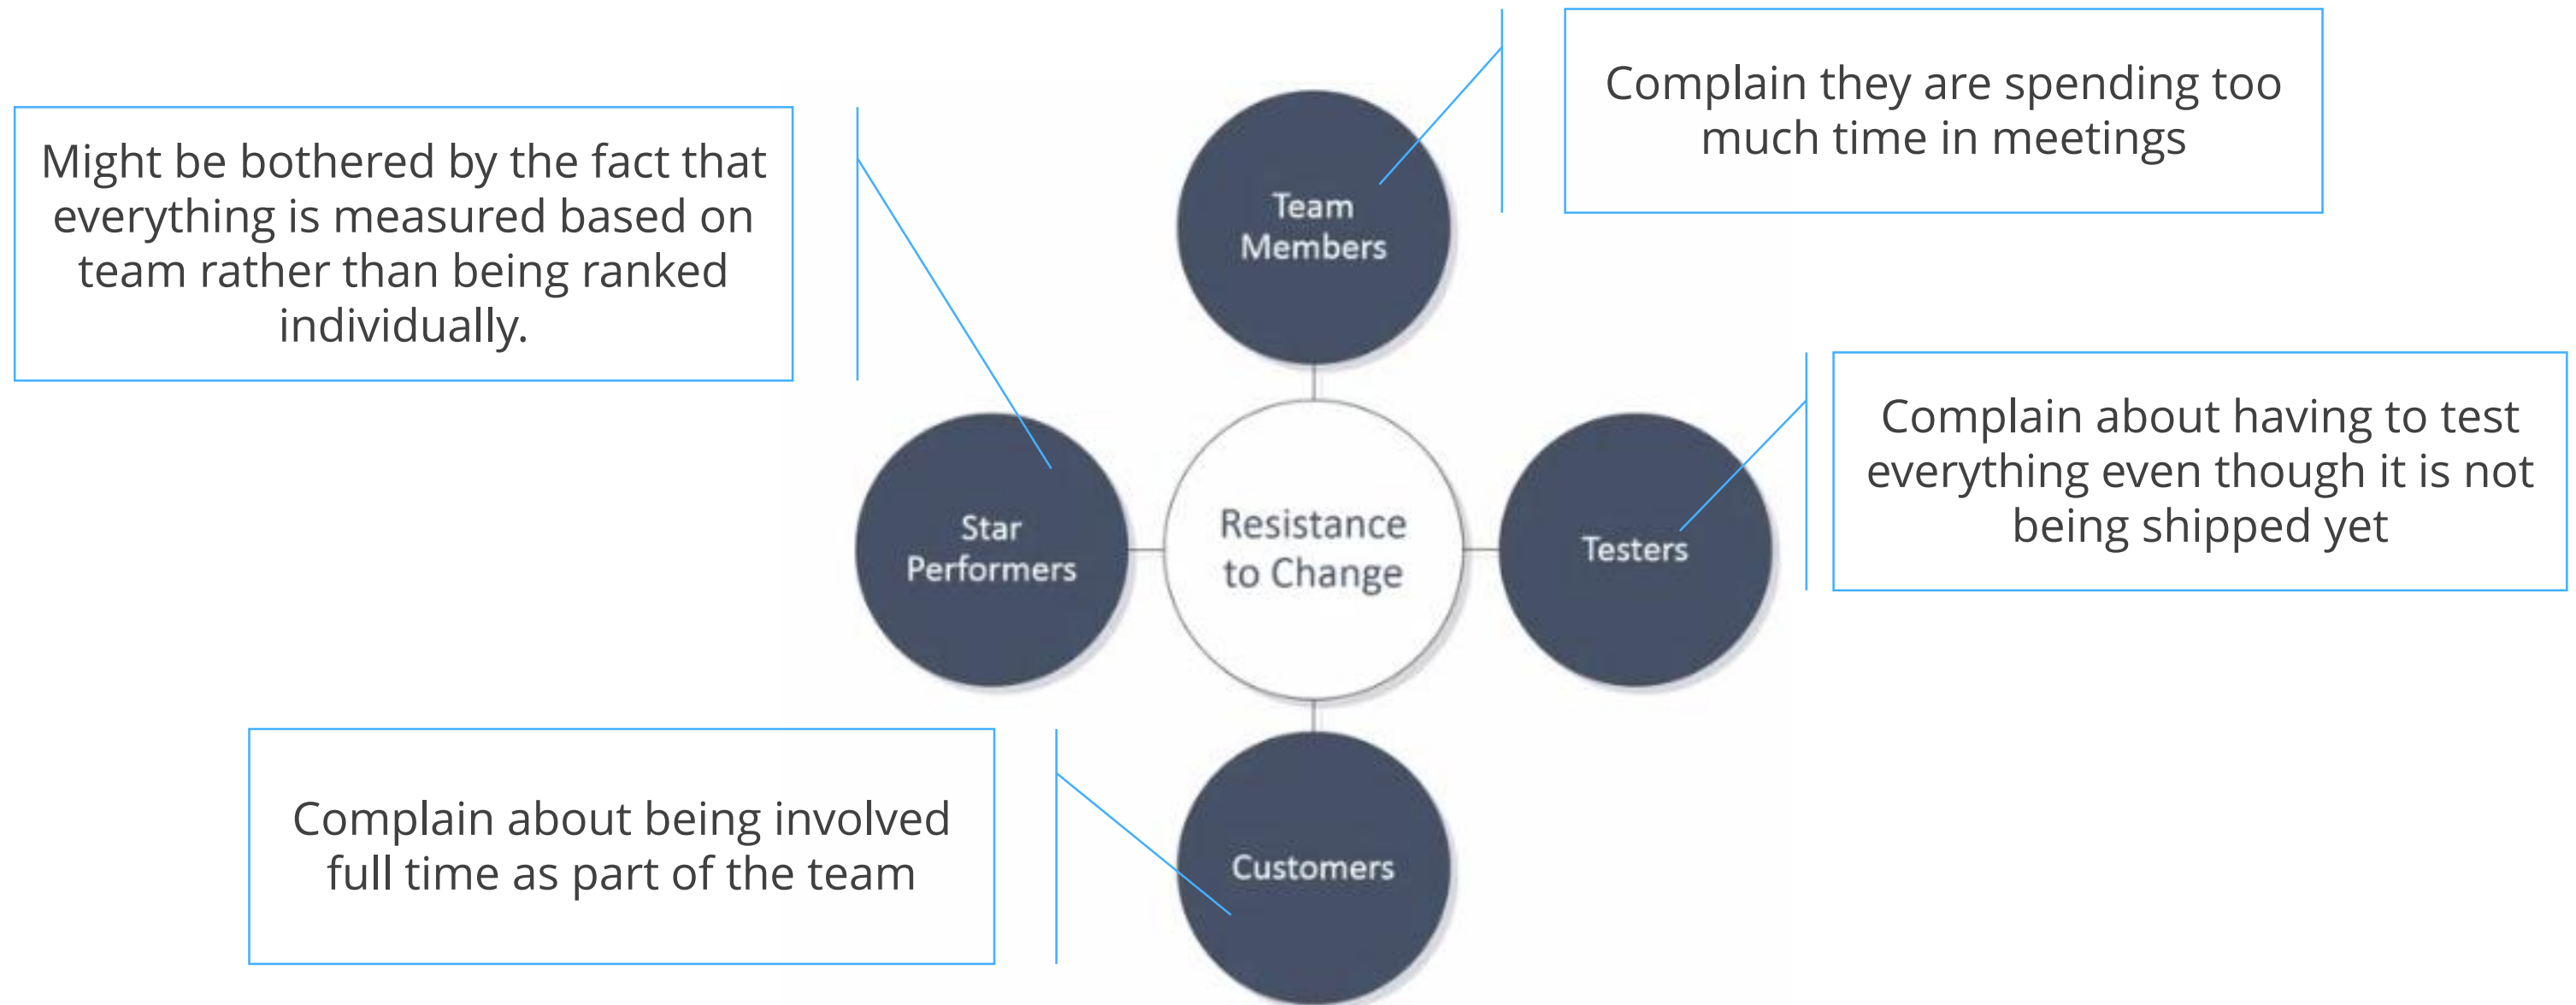 Complain they are spending too
much time in meetings
Might be bothered by the fact that
everything is measured based on
team rather than being ranked
individually.
Team
Members
Complain about having to test
everything even though it is not
being shipped yet
Star
Performers
Resistance
to Change
Testers
Complain about being involved
full time as part of the team
Customers